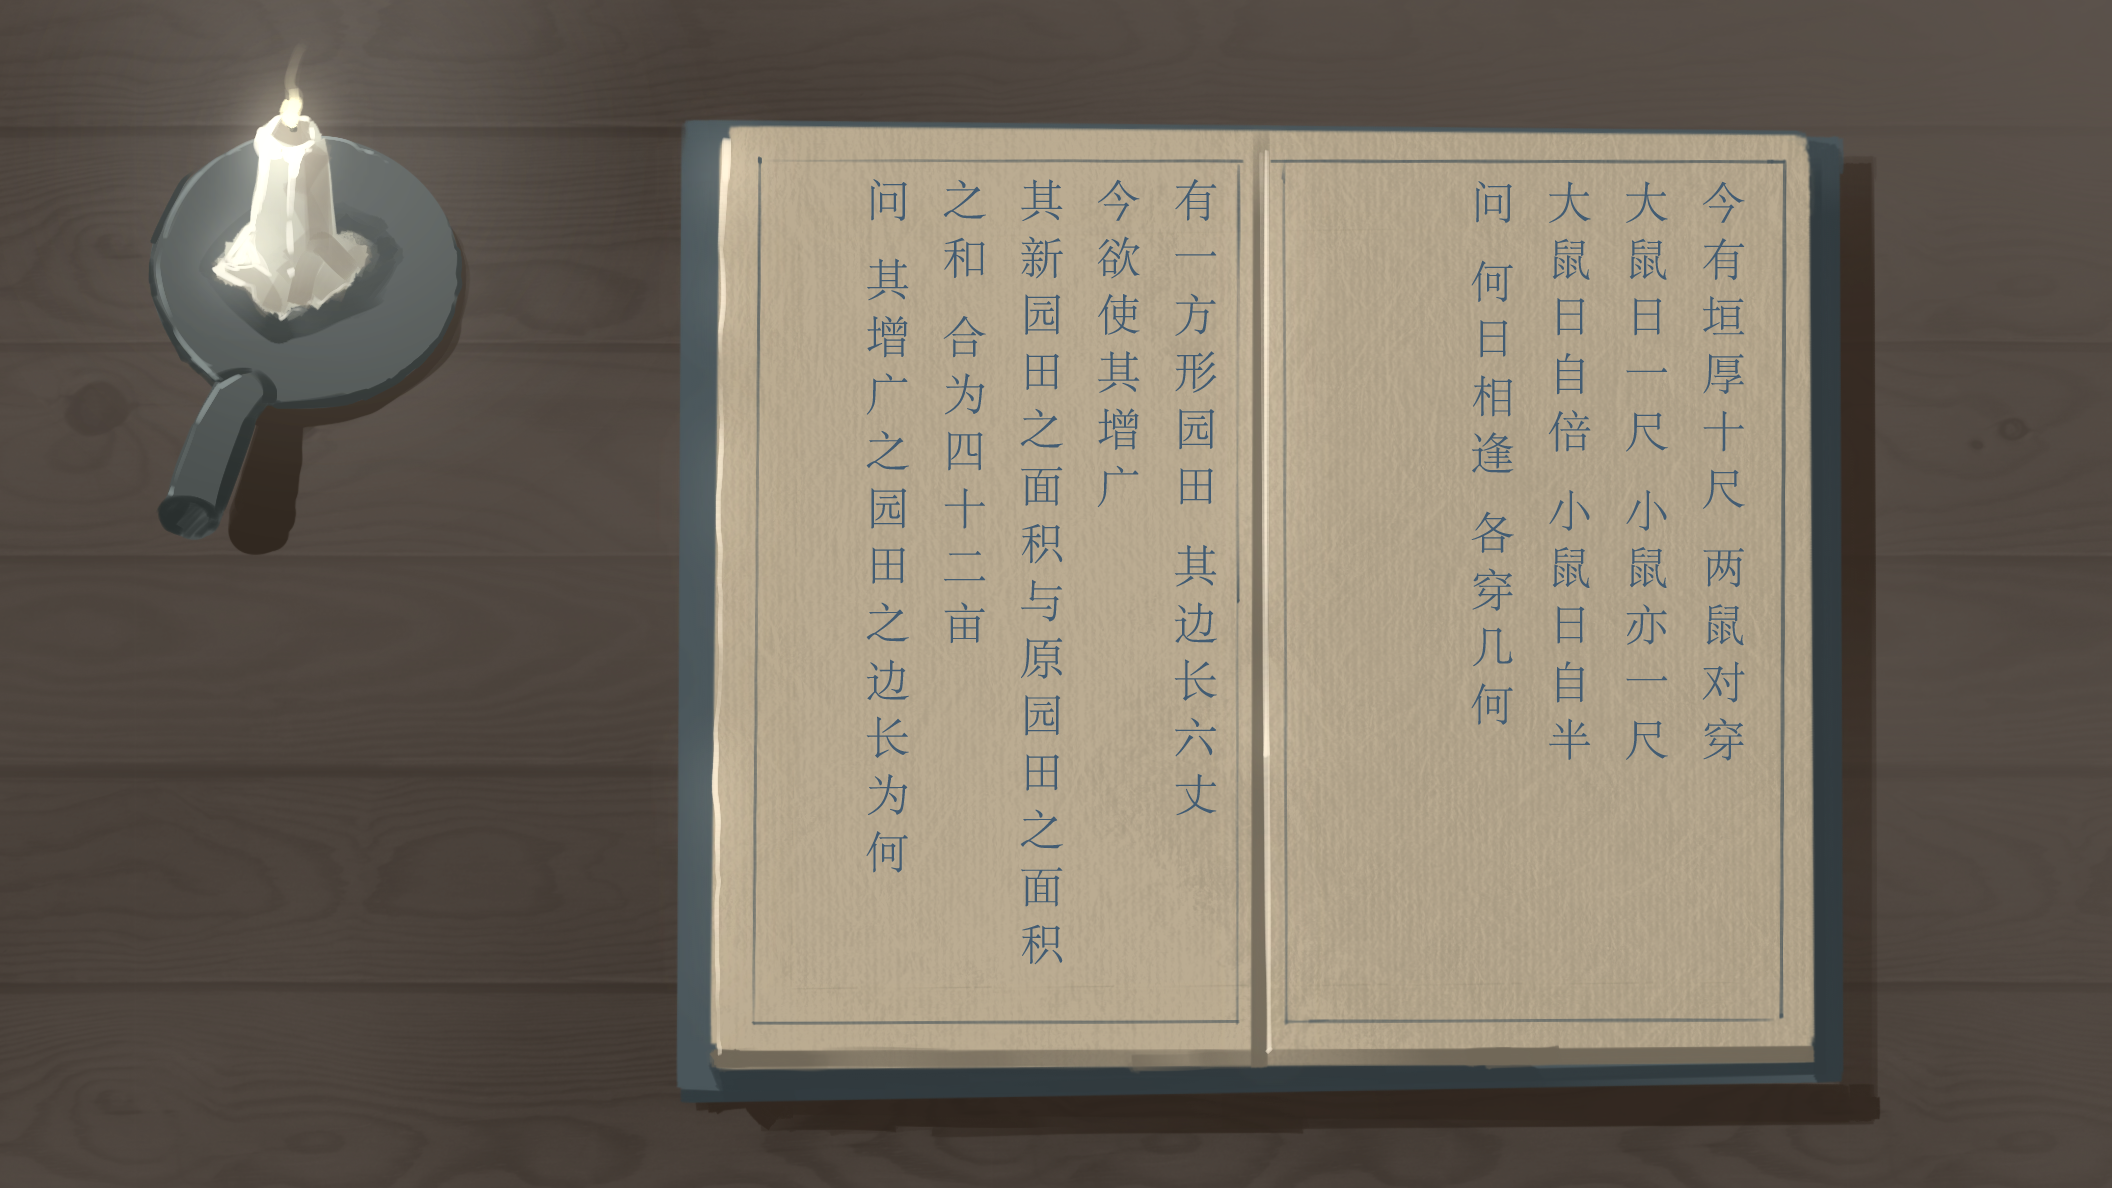 今有垣厚十尺 两鼠对穿
大鼠日一尺 小鼠亦一尺
大鼠日自倍 小鼠日自半
问 何日相逢 各穿几何
有一方形园田 其边长六丈
今欲使其增广
其新园田之面积与原园田之面积
之和 合为四十二亩
问 其增广之园田之边长为何